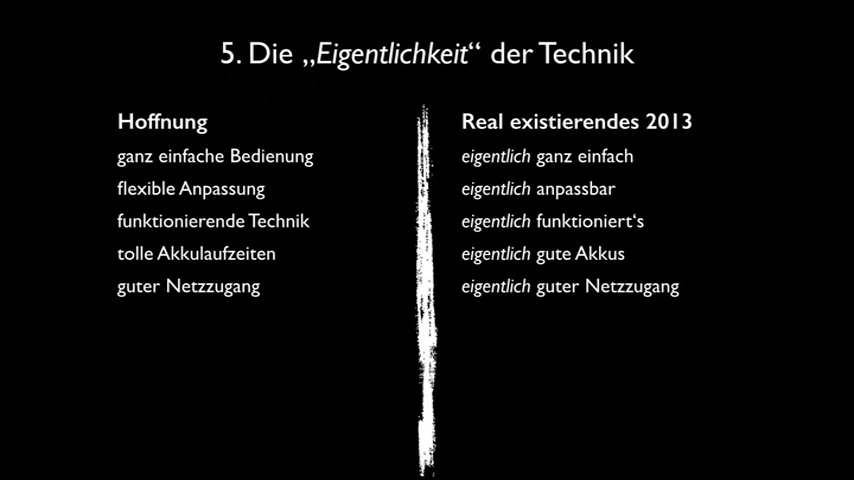 5. Die „Eigentlichkeit“ der Technik
Hoffnung
ganz einfache Bedienung
flexible Anpassung
funktionierende Technik
tolle Akkulaufzeiten
guter Netzzugang
Real existierendes 2013
eigentlich ganz einfach
eigentlich anpassbar
eigentlich funktioniert‘s
eigentlich gute Akkus
eigentlich guter Netzzugang